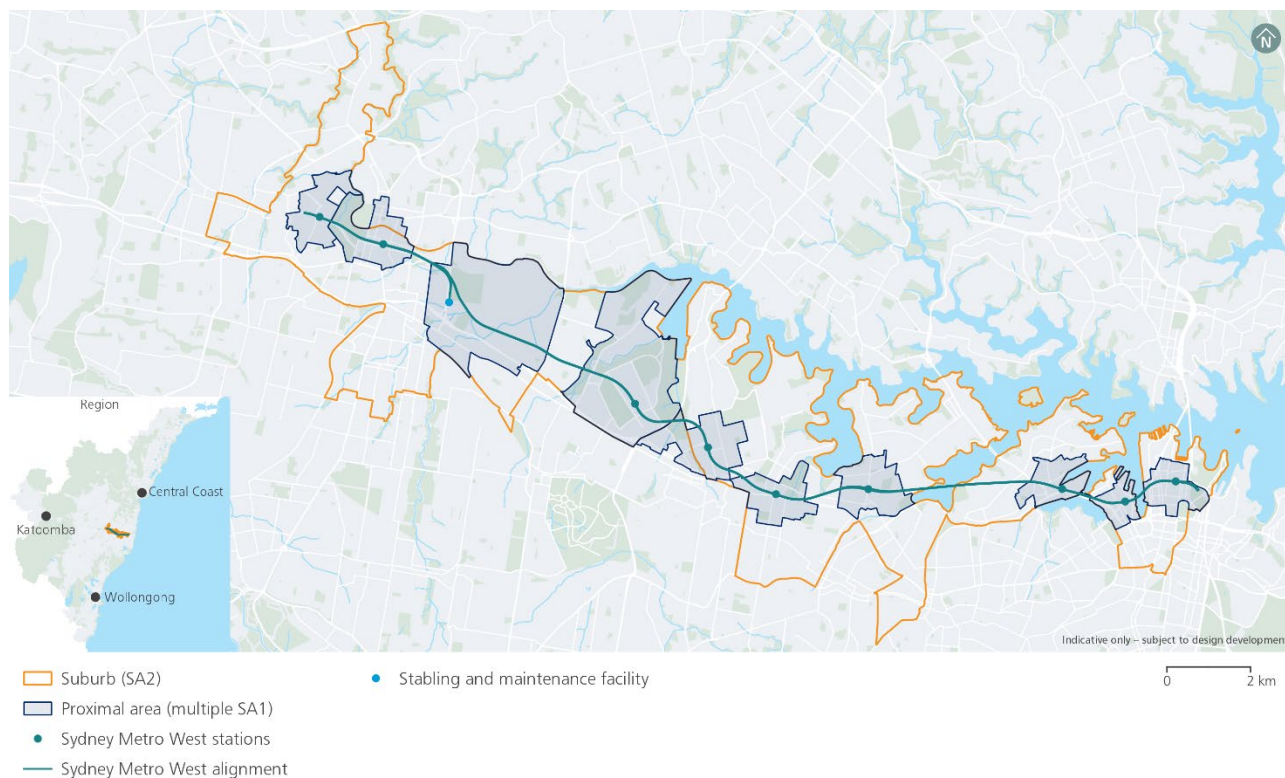 N
Region
Central Coast
Katoomba
Wollongong
Indicative only – subject to design development
Suburb (SA2)
Proximal area (multiple SA1)
Sydney Metro West stations
Sydney Metro West alignment
Stabling and maintenance facility
0 2 km